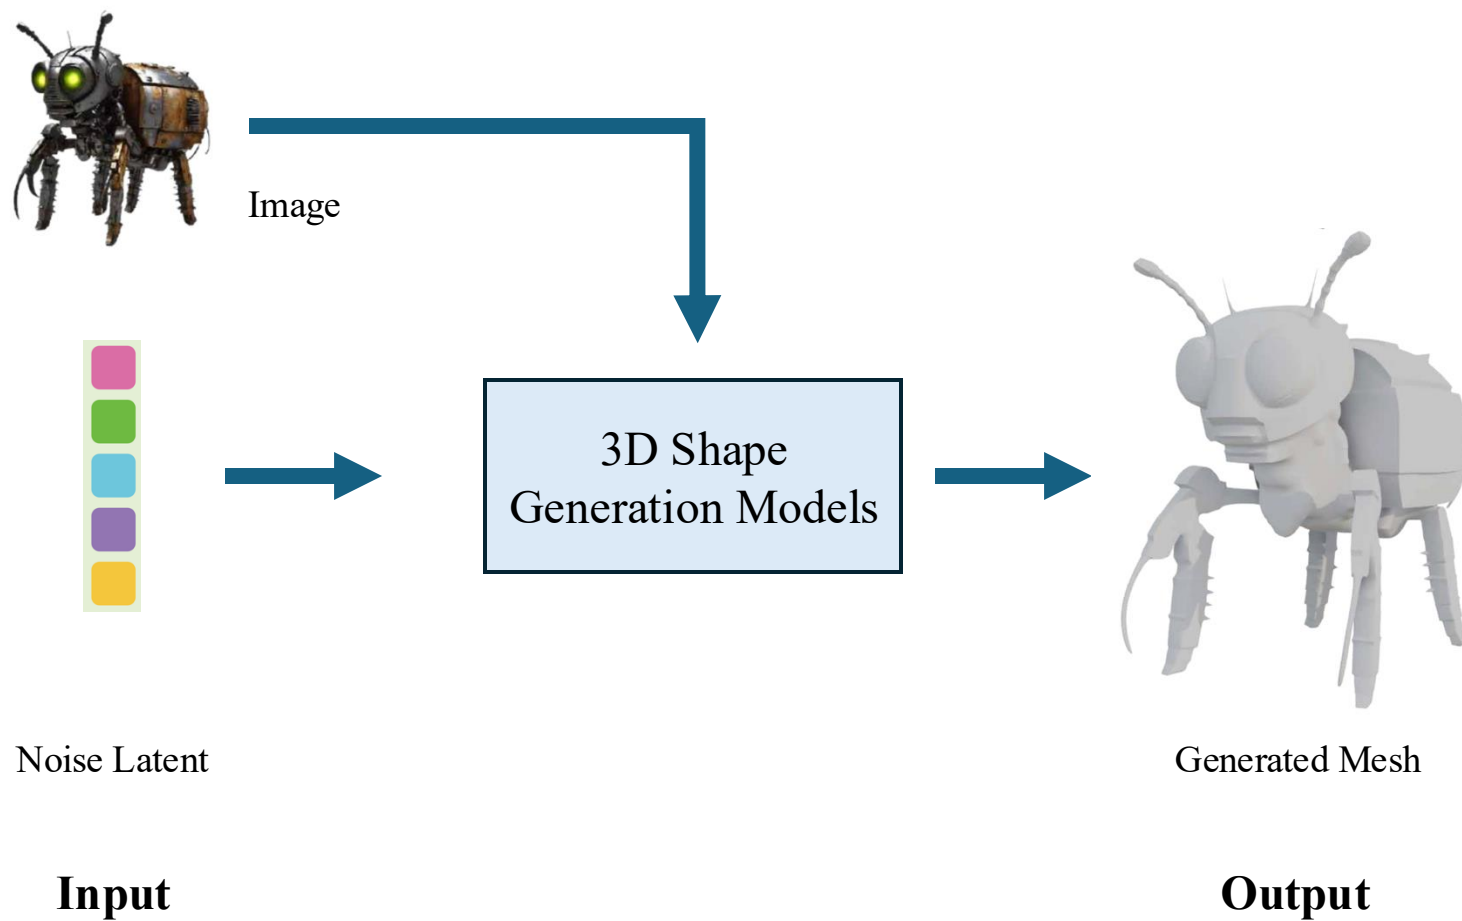 Image
3D Shape
Generation Models
Noise Latent
Generated Mesh
Input
Output